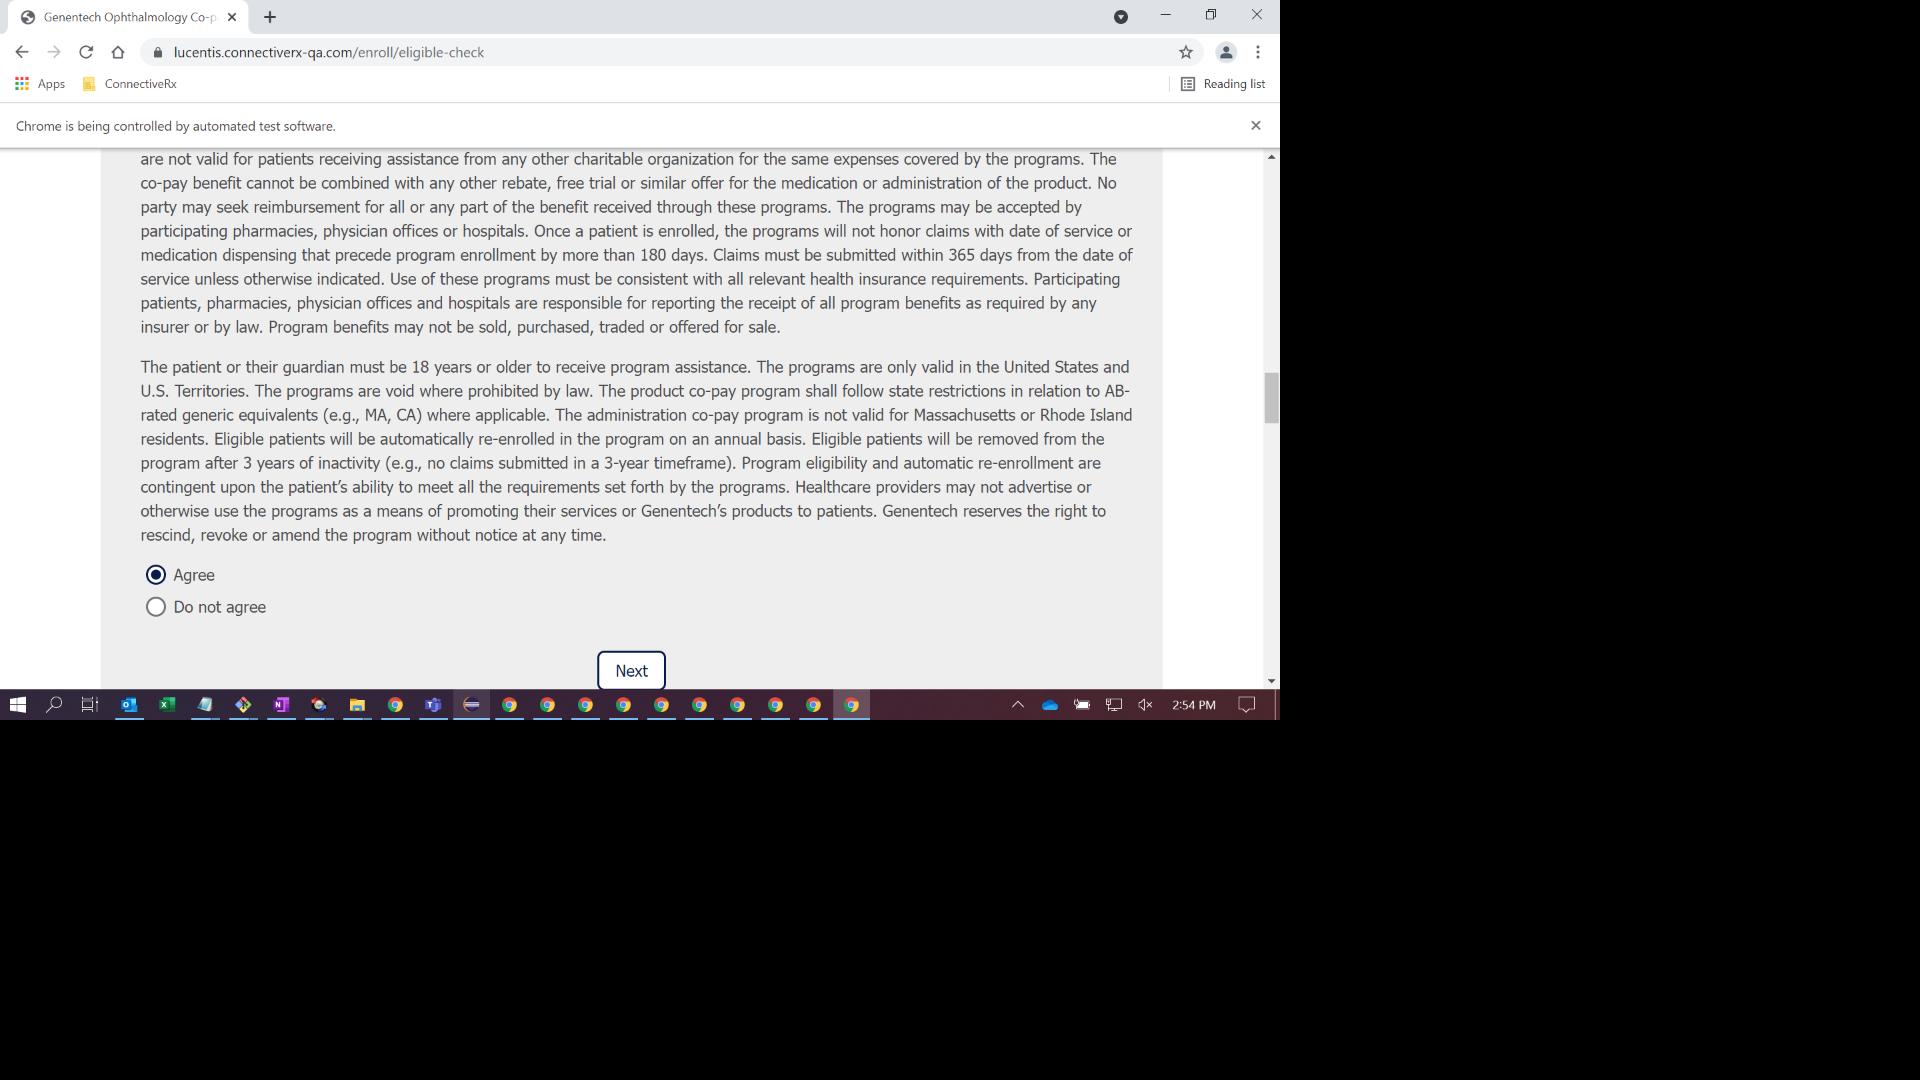 Genentech Ophthalmology Co-p
lucentis.connectiverx-qa.com/enroll/eligible-check
Apps
ConnectiveRx
Reading list
Chrome is being controlled by automated test software.
are not valid for patients receiving assistance from any other charitable organization for the same expenses covered by the programs. The
co-pay benefit cannot be combined with any other rebate, free trial or similar offer for the medication or administration of the product. No
party may seek reimbursement for all or any part of the benefit received through these programs. The programs may be accepted by
participating pharmacies, physician offices or hospitals. Once a patient is enrolled, the programs will not honor claims with date of service or
medication dispensing that precede program enrollment by more than 180 days. Claims must be submitted within 365 days from the date of
service unless otherwise indicated. Use of these programs must be consistent with all relevant health insurance requirements. Participating
patients, pharmacies, physician offices and hospitals are responsible for reporting the receipt of all program benefits as required by any
insurer or by law. Program benefits may not be sold, purchased, traded or offered for sale.
The patient or their guardian must be 18 years or older to receive program assistance. The programs are only valid in the United States and
U.S. Territories. The programs are void where prohibited by law. The product co-pay program shall follow state restrictions in relation to AB-
rated generic equivalents (e.g., MA, CA) where applicable. The administration co-pay program is not valid for Massachusetts or Rhode Island
residents. Eligible patients will be automatically re-enrolled in the program on an annual basis. Eligible patients will be removed from the
program after 3 years of inactivity (e.g., no claims submitted in a 3-year timeframe). Program eligibility and automatic re-enrollment are
contingent upon the patient’s ability to meet all the requirements set forth by the programs. Healthcare providers may not advertise or
otherwise use the programs as a means of promoting their services or Genentech’s products to patients. Genentech reserves the right to
rescind, revoke or amend the program without notice at any time.
Agree
Do not agree
Next
2:54 PM